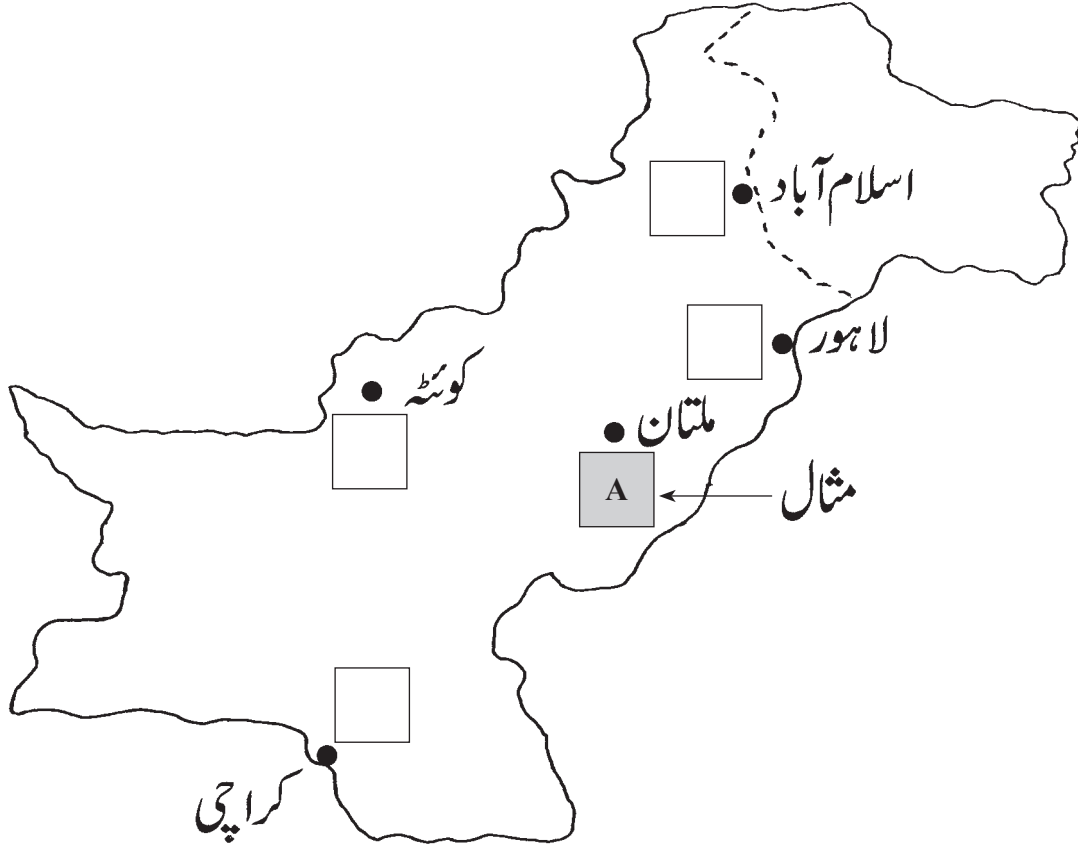 اسلام آباد
لاہور
کوئٹہ
ملتان
A
مثال
کراچی